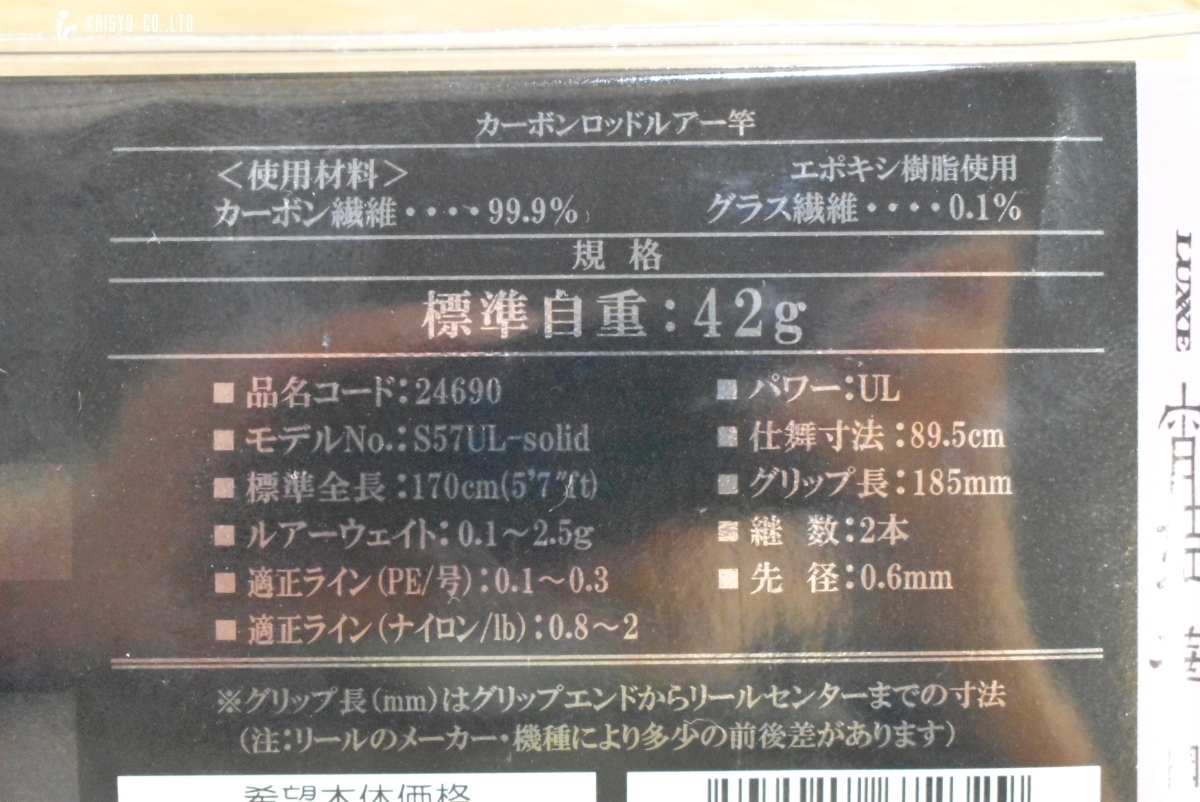 KAISYO CO.,LTD
カーボンロッドルアー竿
＜使用材料＞ エポキシ樹脂使用
カーボン繊維・・・・99.9% グラス繊維・・・・0.1%
規 格
標準自重：42g
■ 品名コード：24690 ■ パワー：UL
■ モデルNo.：S57UL-solid ■ 仕舞寸法：89.5cm
■ 標準全長：170cm(5'7"ft) ■ グリップ長：185mm
■ ルアーウェイト：0.1～2.5g ■ 継 数：2本
■ 適正ライン(PE/号)：0.1～0.3 ■ 先 径：0.6mm
■ 適正ライン(ナイロン/lb)：0.8～2
※グリップ長(mm)はグリップエンドからリールセンターまでの寸法
(注：リールのメーカー・機種により多少の前後差があります)
希望本体価格
LUXXE